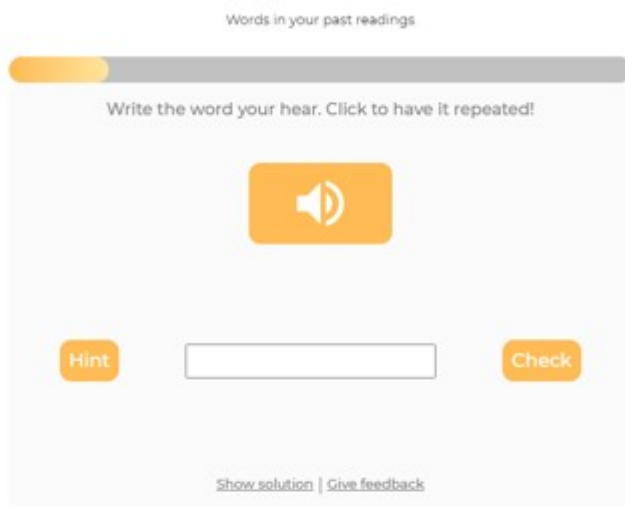 Words in your past readings
Write the word your hear. Click to have it repeated!
Hint
Check
Show solution | Give feedback